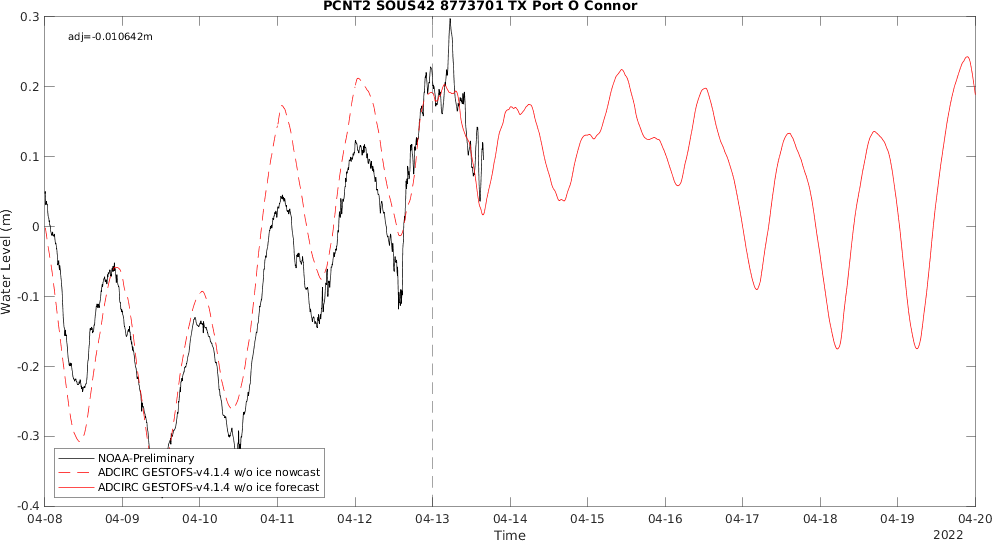 PCNT2 SOUS42 8773701 TX Port O Connor
adj=-0.010642m
0.3
0.2
0.1
0
-0.1
-0.2
-0.3
-0.4
Water Level (m)
NOAA-Preliminary
ADCIRC GESTOFS-v4.1.4 w/o ice nowcast
ADCIRC GESTOFS-v4.1.4 w/o ice forecast
04-08 04-09 04-10 04-11 04-12 04-13 04-14 04-15 04-16 04-17 04-18 04-19 04-20
Time
2022